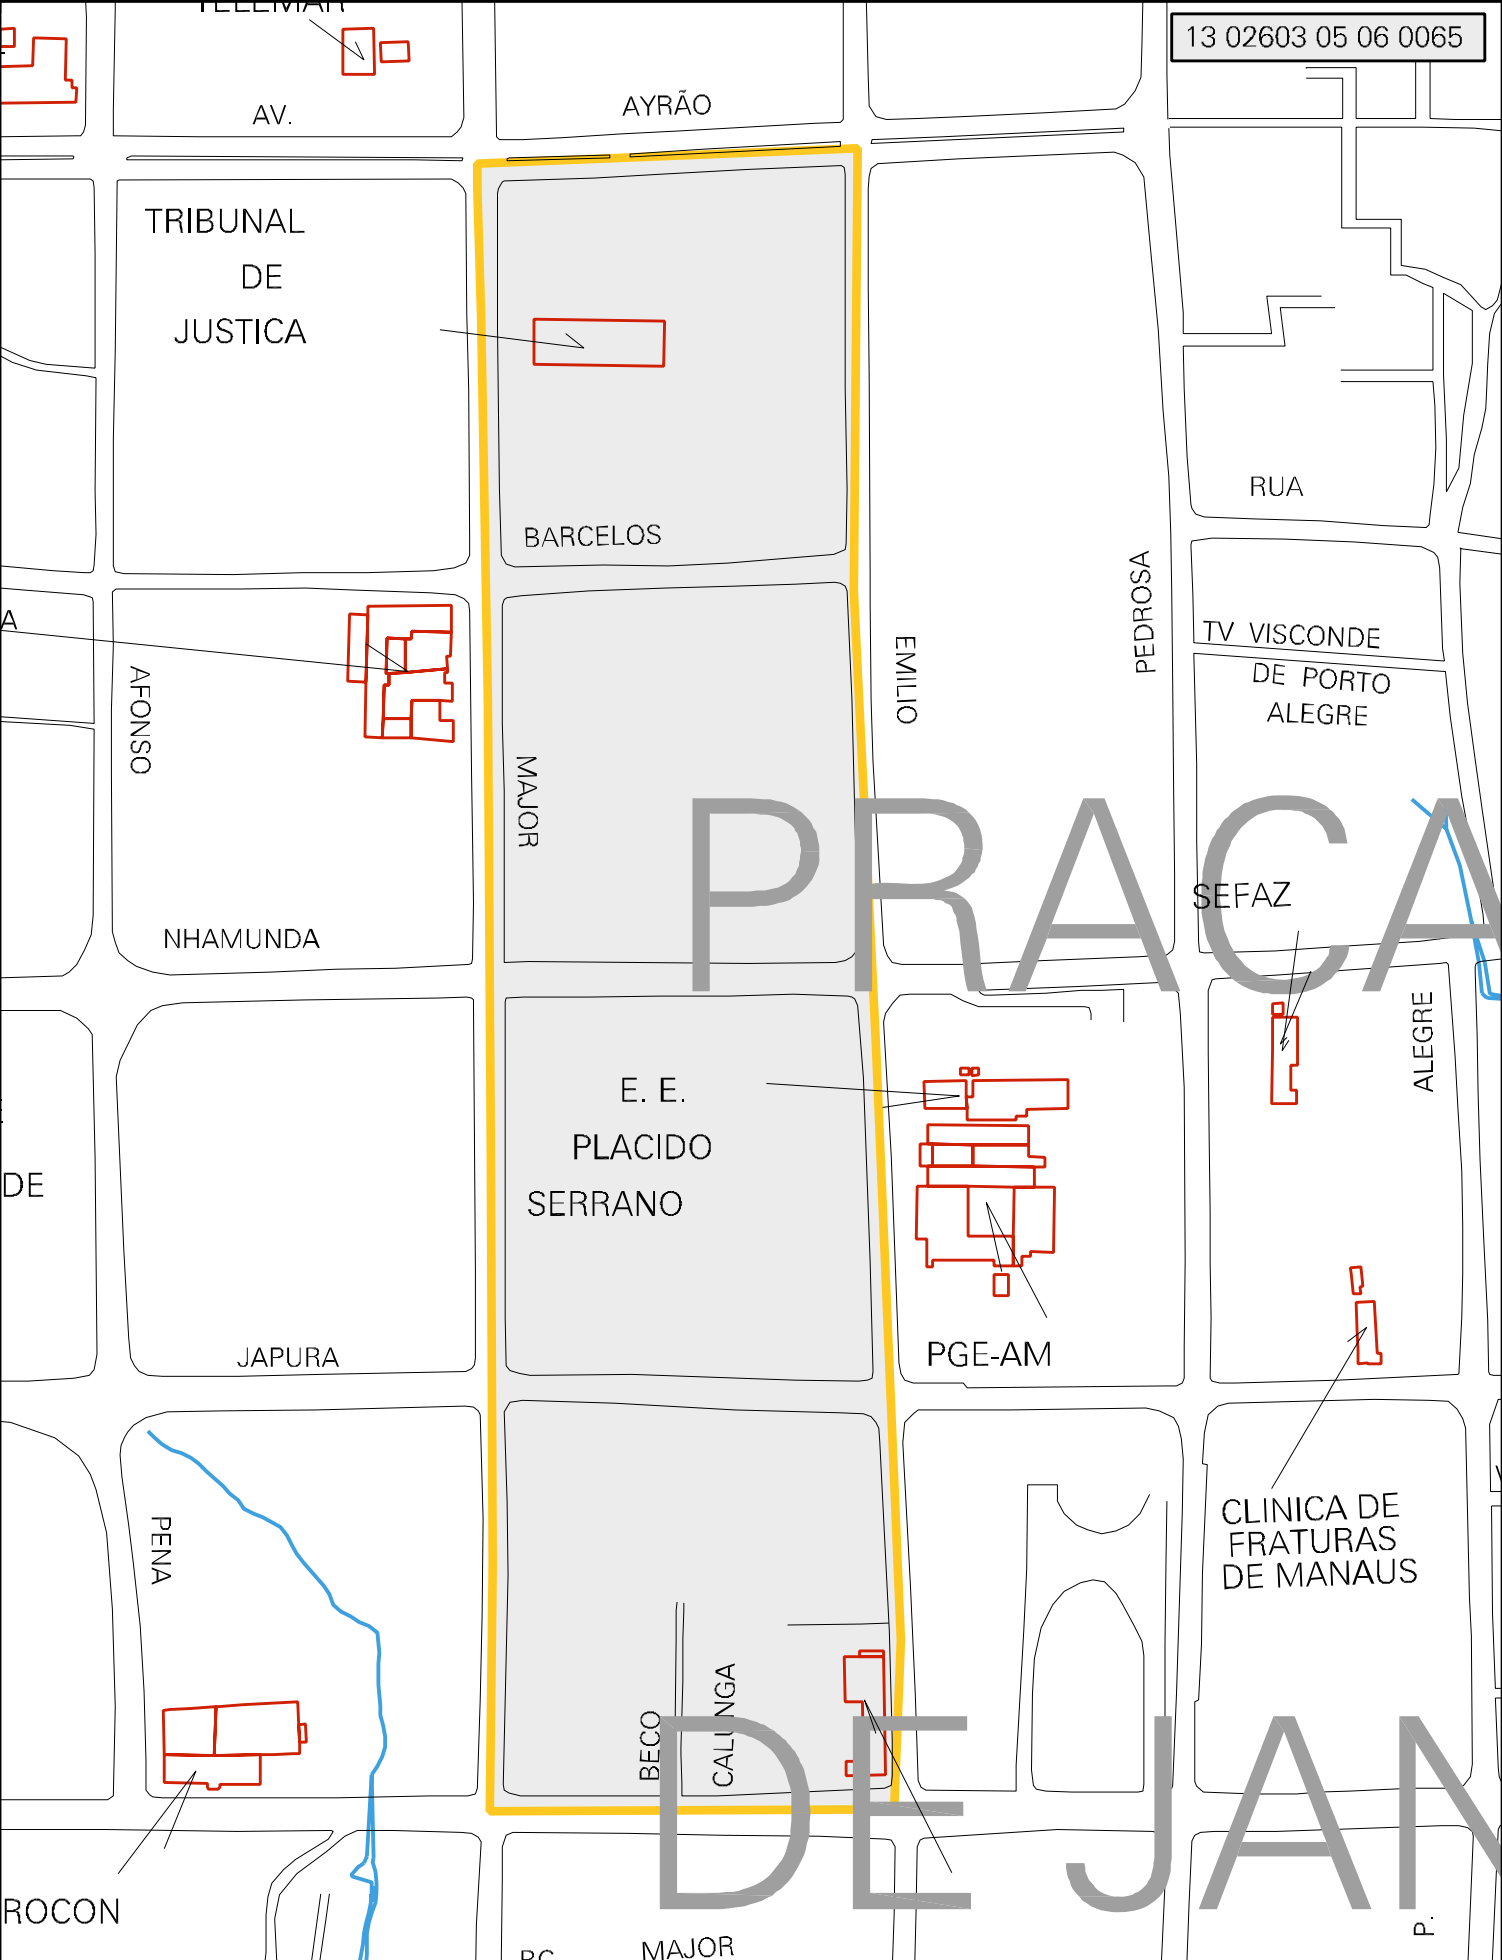 TELEMAR
13 02603 05 06 0065
AV.
AYRÃO
TRIBUNAL
DE
JUSTICA
RUA
BARCELOS
A
AFONSO
MAJOR
EMILIO
PEDROSA
TV VISCONDE
DE PORTO
ALEGRE
PRACA
SEFAZ
NHAMUNDA
ALEGRE
E. E.
PLACIDO
SERRANO
DE
JAPURA
PGE-AM
PENA
CLINICA DE
FRATURAS
DE MANAUS
BECO
CALUNGA
DE JAN
ROCON
MAJOR
P.